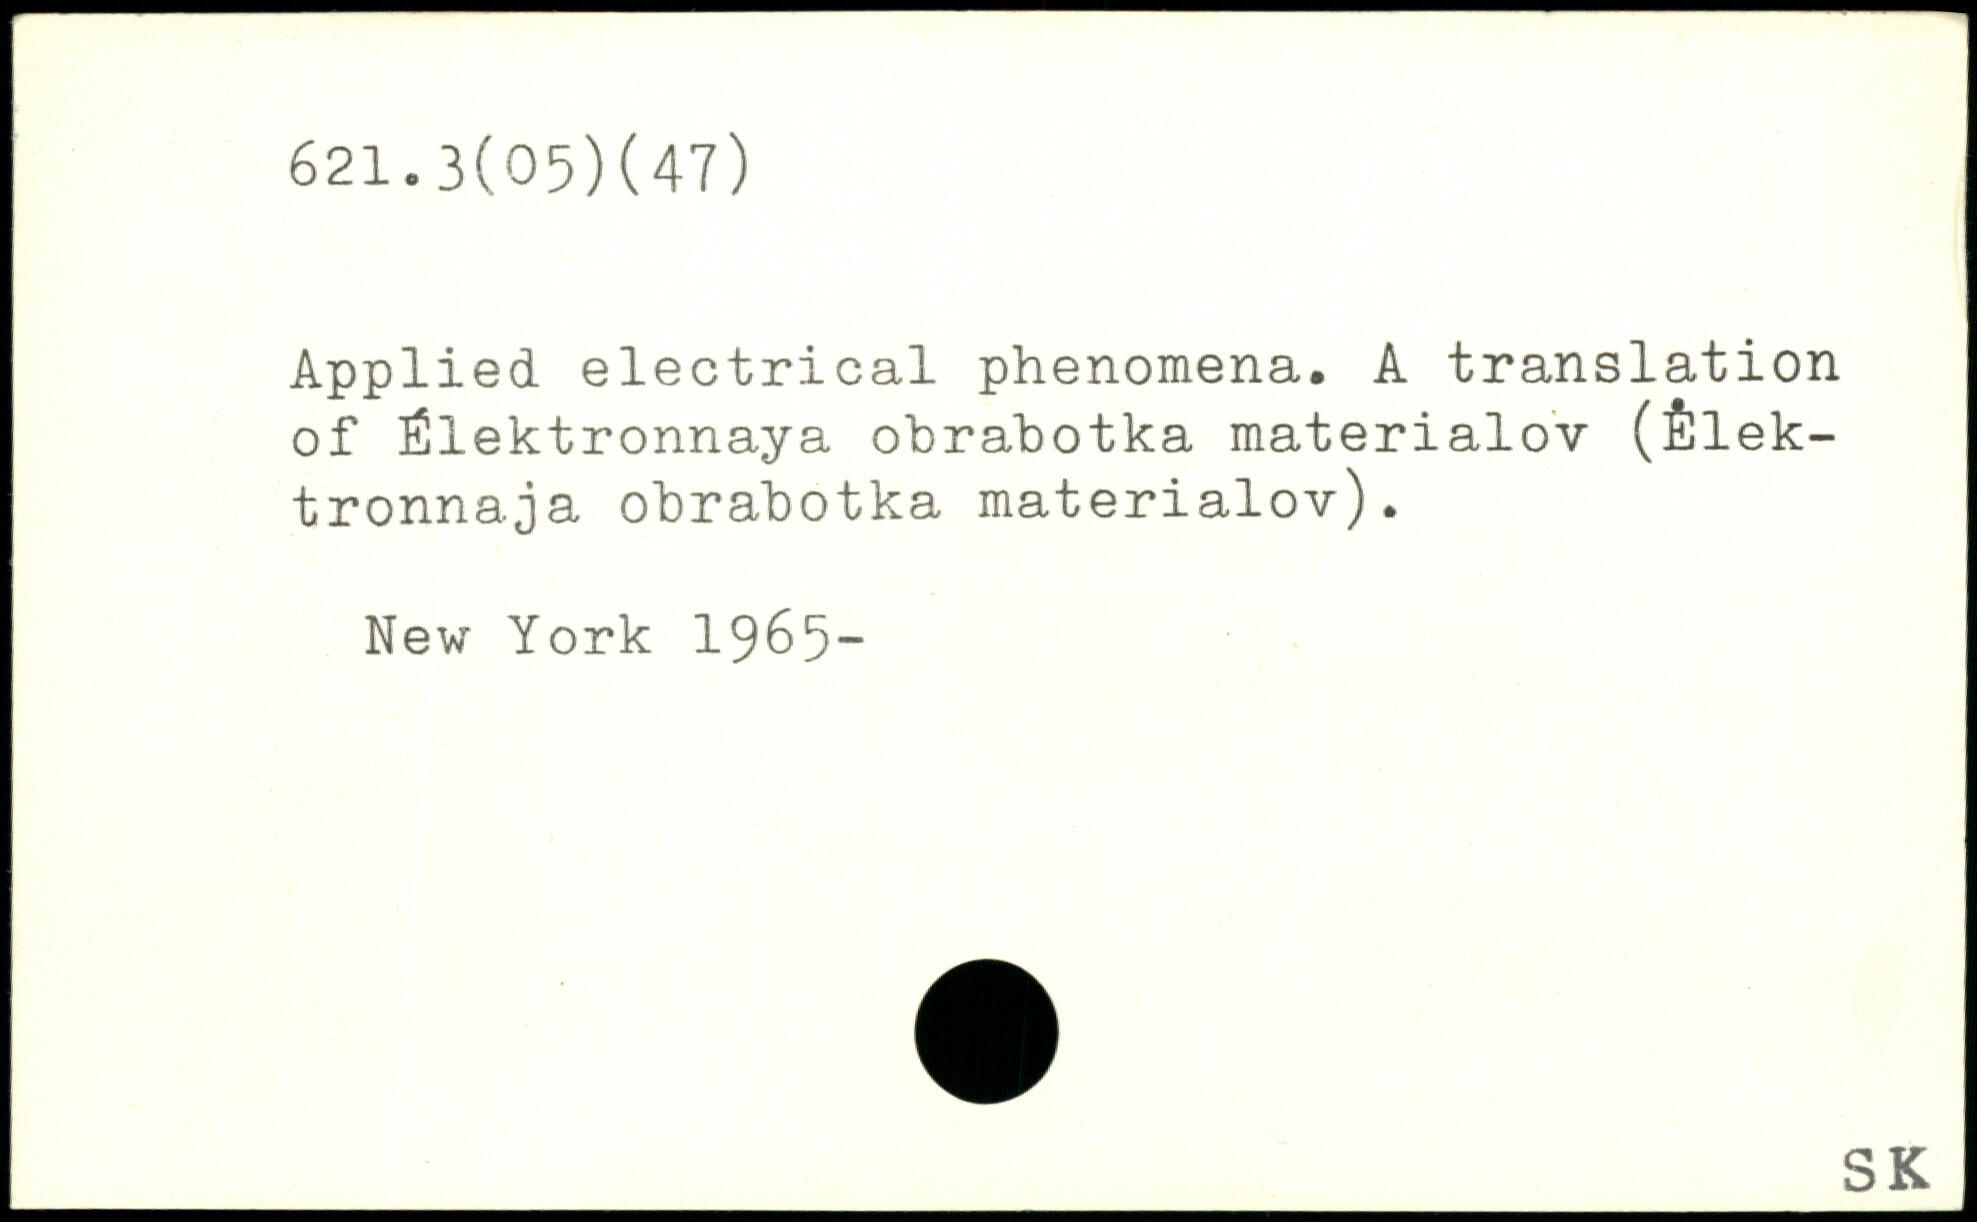 621.3(05)(47)
Applied electrical phenomena. A translation
of Élektronnaya obrabotka materialov (Ėlek-
tronnaja obrabotka materialov).
New York 1965-
SK